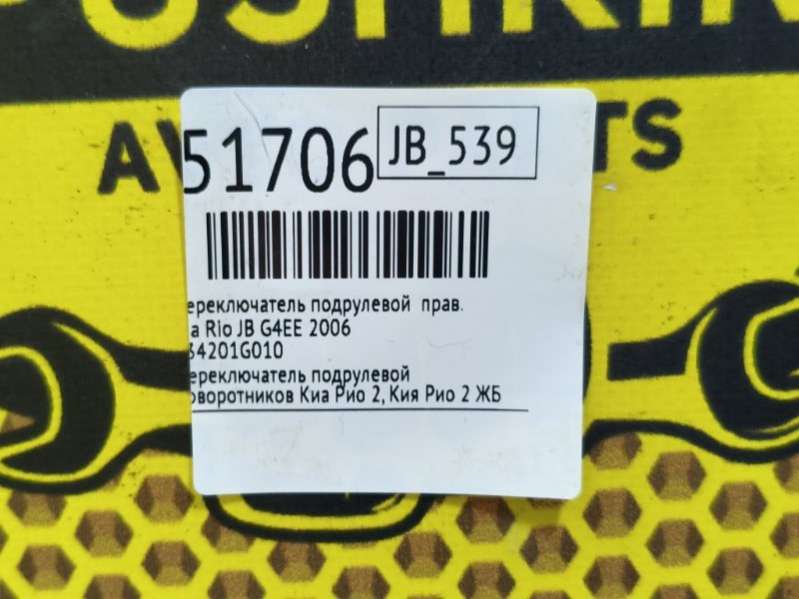 51706
JB_539
ереключатель подрулевой прав.
а Rio JB G4EE 2006
34201G010
ереключатель подрулевой
оворотников Киа Рио 2, Кия Рио 2 ЖБ